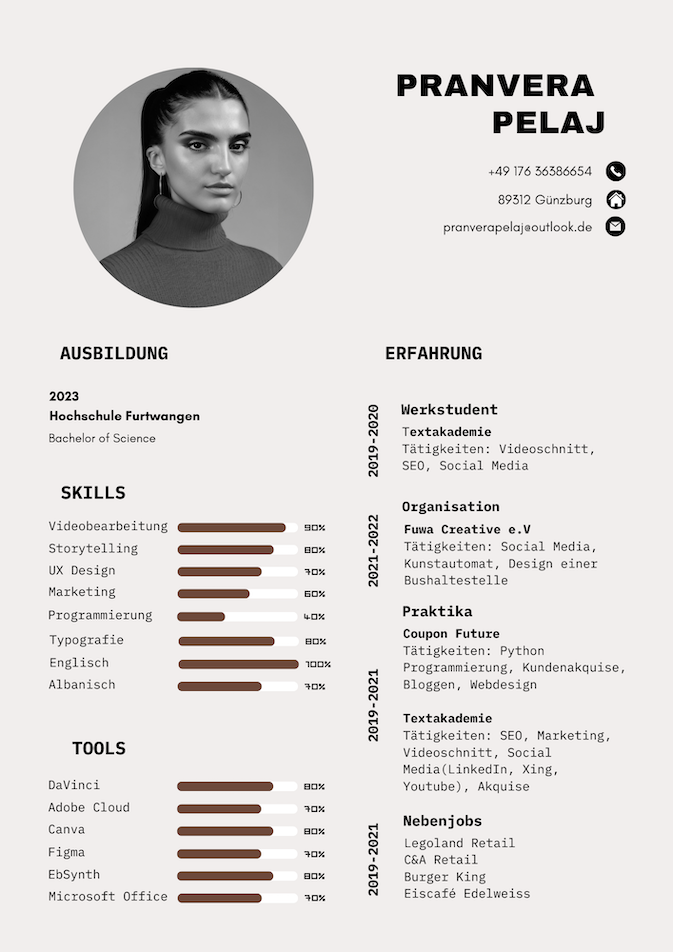 PRANVERA
PELAJ
+49 176 36386654
89312 Günzburg
pranverapelaj@outlook.de
AUSBILDUNG
2023
Hochschule Furtwangen
Bachelor of Science
SKILLS
Videobearbeitung 90%
Storytelling 80%
UX Design 70%
Marketing 60%
Programmierung 40%
Typografie 80%
Englisch 100%
Albanisch 70%
TOOLS
DaVinci 80%
Adobe Cloud 70%
Canva 80%
Figma 70%
EbSynth 80%
Microsoft Office 70%
ERFAHRUNG
2019-2020
Werkstudent
Textakademie
Tätigkeiten: Videoschnitt,
SEO, Social Media
2021-2022
Organisation
Fuwa Creative e.V
Tätigkeiten: Social Media,
Kunstautomat, Design einer
Bushaltestelle
2019-2021
Praktika
Coupon Future
Tätigkeiten: Python
Programmierung, Kundenakquise,
Bloggen, Webdesign
Textakademie
Tätigkeiten: SEO, Marketing,
Videoschnitt, Social
Media(LinkedIn, Xing,
Youtube), Akquise
2019-2021
Nebenjobs
Legoland Retail
C&A Retail
Burger King
Eiscafé Edelweiss